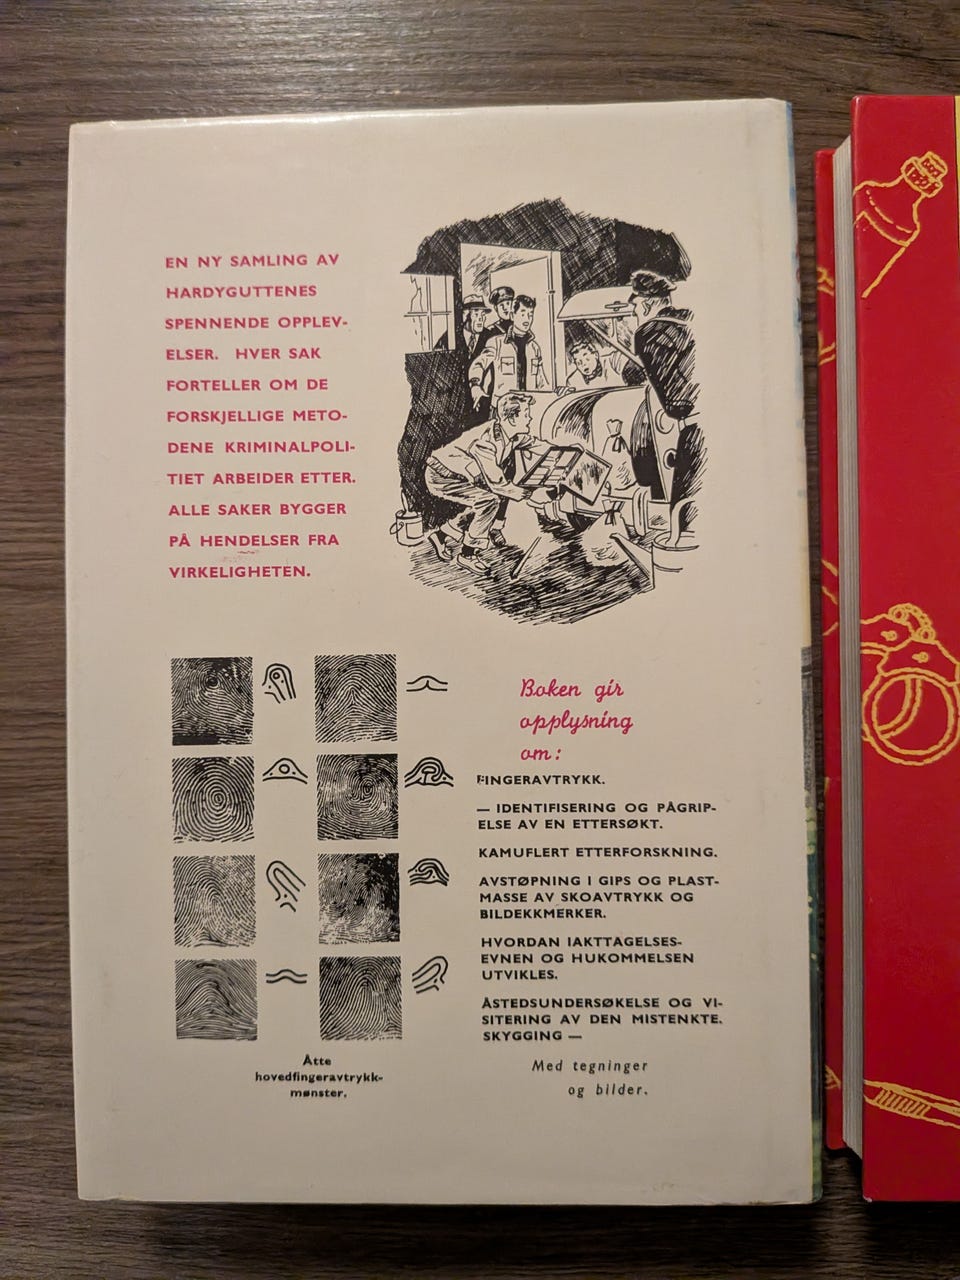 EN NY SAMLING AV
HARDYGUTTENES
SPENNENDE OPPLEV-
ELSER. HVER SAK
FORTELLER OM DE
FORSKJELLIGE METO-
DENE KRIMINALPOLI-
TIET ARBEIDER ETTER.
ALLE SAKER BYGGER
PÅ HENDELSER FRA
VIRKELIGHETEN.
Boken gir
opplysning
om:
FINGERAVTRYKK.
— IDENTIFISERING OG PÅGRIP-
ELSE AV EN ETTERSØKT.
KAMUFLERT ETTERFORSKNING.
AVSTØPNING I GIPS OG PLAST-
MASSE AV SKOAVTRYKK OG
BILDEKKMERKER.
HVORDAN IAKTTAGELSES-
EVNEN OG HUKOMMELSEN
UTVIKLES.
ÅSTEDSUNDERSØKELSE OG VI-
SITERING AV DEN MISTENKTE.
SKYGGING —
Med tegninger
og bilder.
Åtte
hovedfingeravtrykk-
mønster.